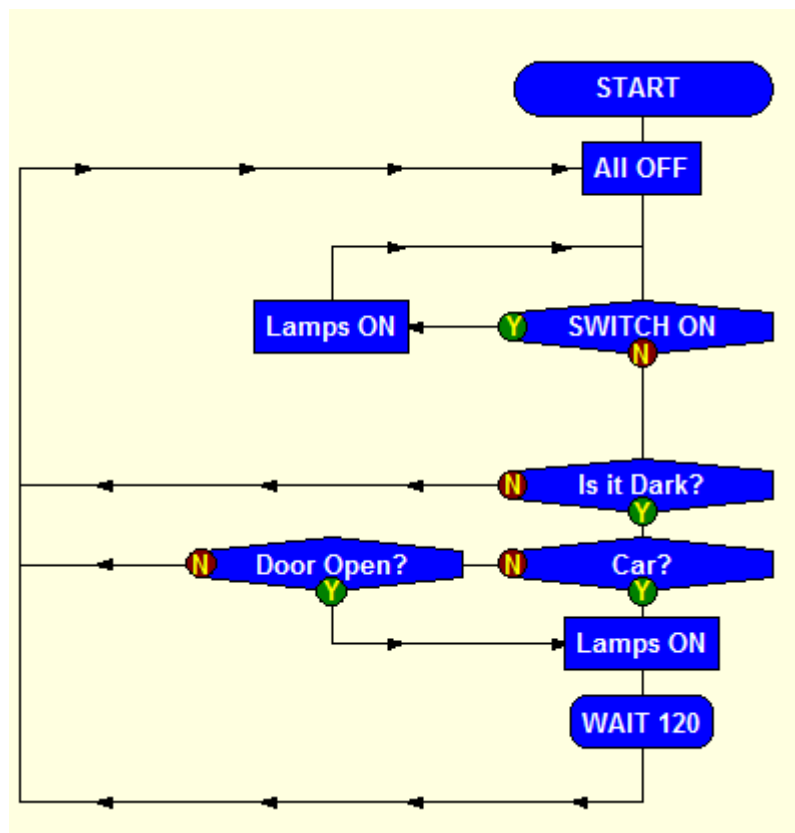 START
All OFF
Lamps ON
Y
SWITCH ON
N
N
Is it Dark?
Y
N
Door Open?
Y
N
Car?
Y
Lamps ON
WAIT 120